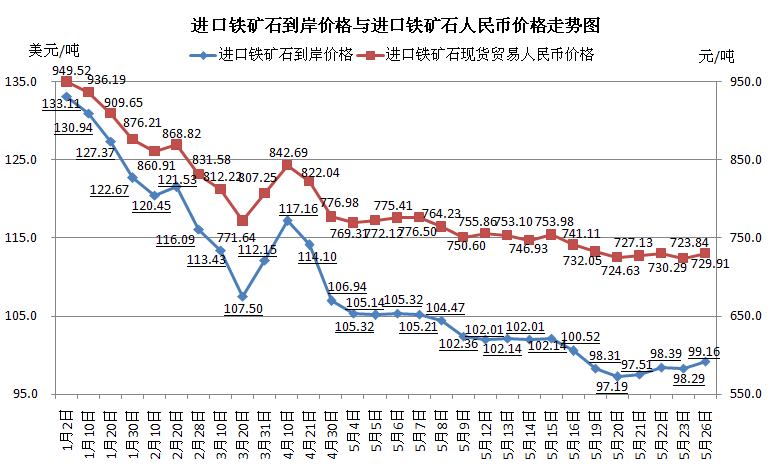 进口铁矿石到岸价格与进口铁矿石人民币价格走势图
美元/吨
进口铁矿石到岸价格
进口铁矿石现货贸易人民币价格
元/吨
135.0
125.0
115.0
105.0
95.0
950.0
850.0
750.0
650.0
550.0
949.52
936.19
909.65
876.21
860.91
868.82
831.58
812.22
771.64
807.25
842.69
822.04
776.98
769.31
772.12
775.41
776.50
764.23
750.60
755.86
753.10
746.93
753.98
741.11
732.05
724.63
727.13
730.29
723.84
729.91
133.11
130.94
127.37
122.67
120.45
121.53
116.09
113.43
107.50
112.15
117.16
114.10
106.94
105.32
105.14
105.32
105.21
104.47
102.36
102.01
102.14
102.01
102.14
100.52
98.31
97.19
97.51
98.39
98.29
99.16
1月2日
1月10日
1月20日
1月30日
2月10日
2月20日
2月28日
3月10日
3月20日
3月31日
4月10日
4月21日
4月30日
5月4日
5月5日
5月6日
5月7日
5月8日
5月9日
5月12日
5月13日
5月14日
5月15日
5月16日
5月19日
5月20日
5月21日
5月22日
5月23日
5月26日